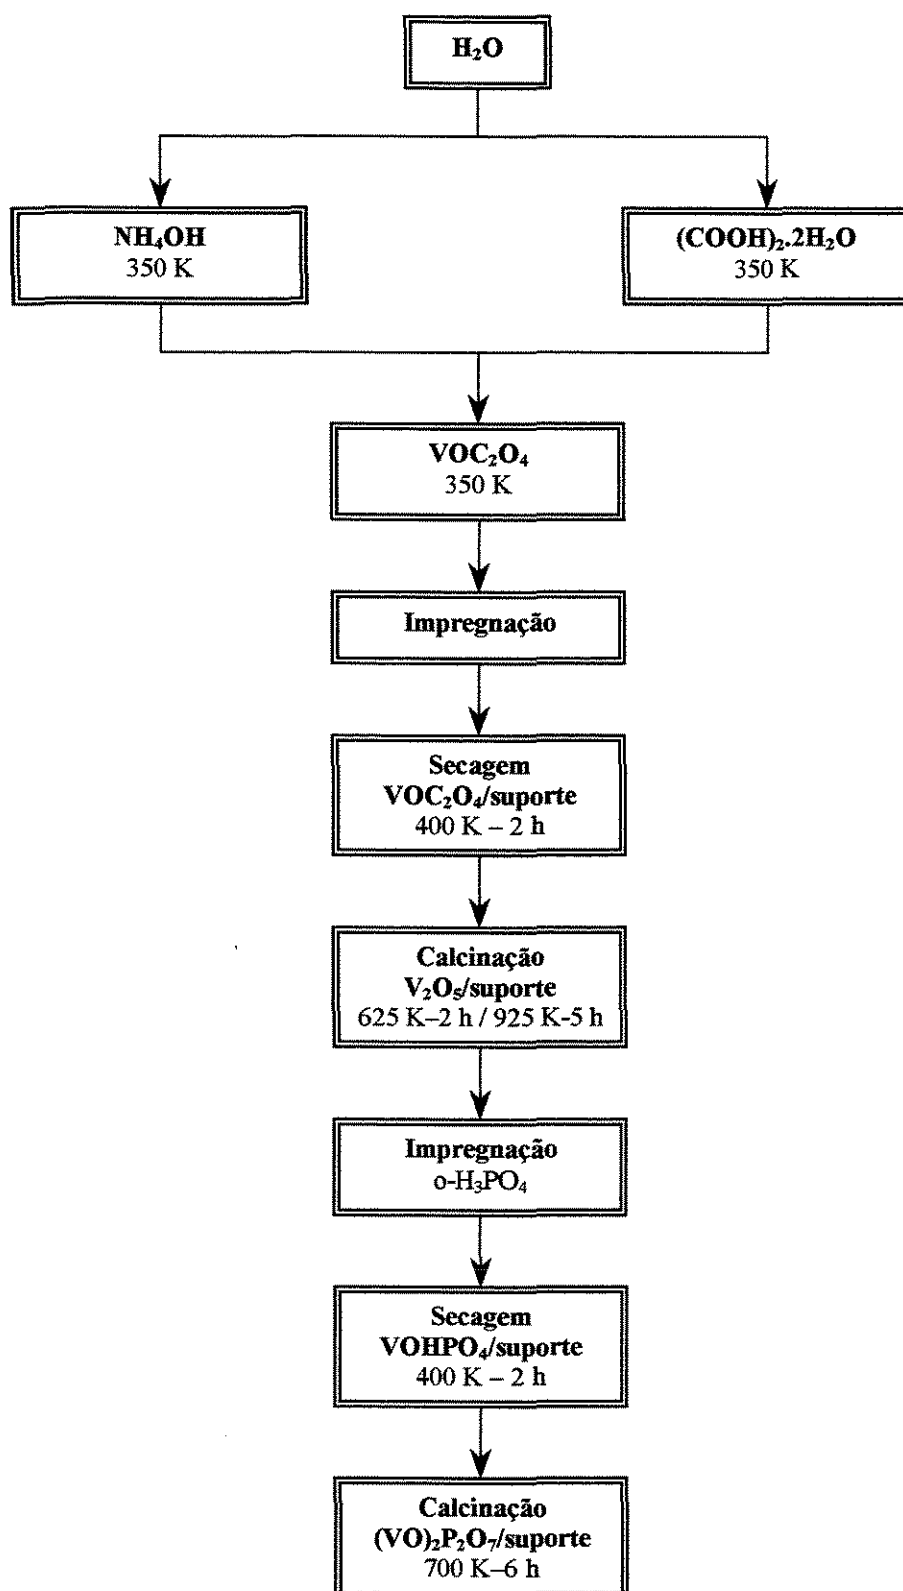 H₂O
NH₄OH
350 K
(COOH)₂.2H₂O
350 K
VOC₂O₄
350 K
Impregnação
Secagem
VOC₂O₄/suporte
400 K – 2 h
Calcinação
V₂O₅/suporte
625 K–2 h / 925 K-5 h
Impregnação
o-H₃PO₄
Secagem
VOHPO₄/suporte
400 K – 2 h
Calcinação
(VO)₂P₂O₇/suporte
700 K–6 h